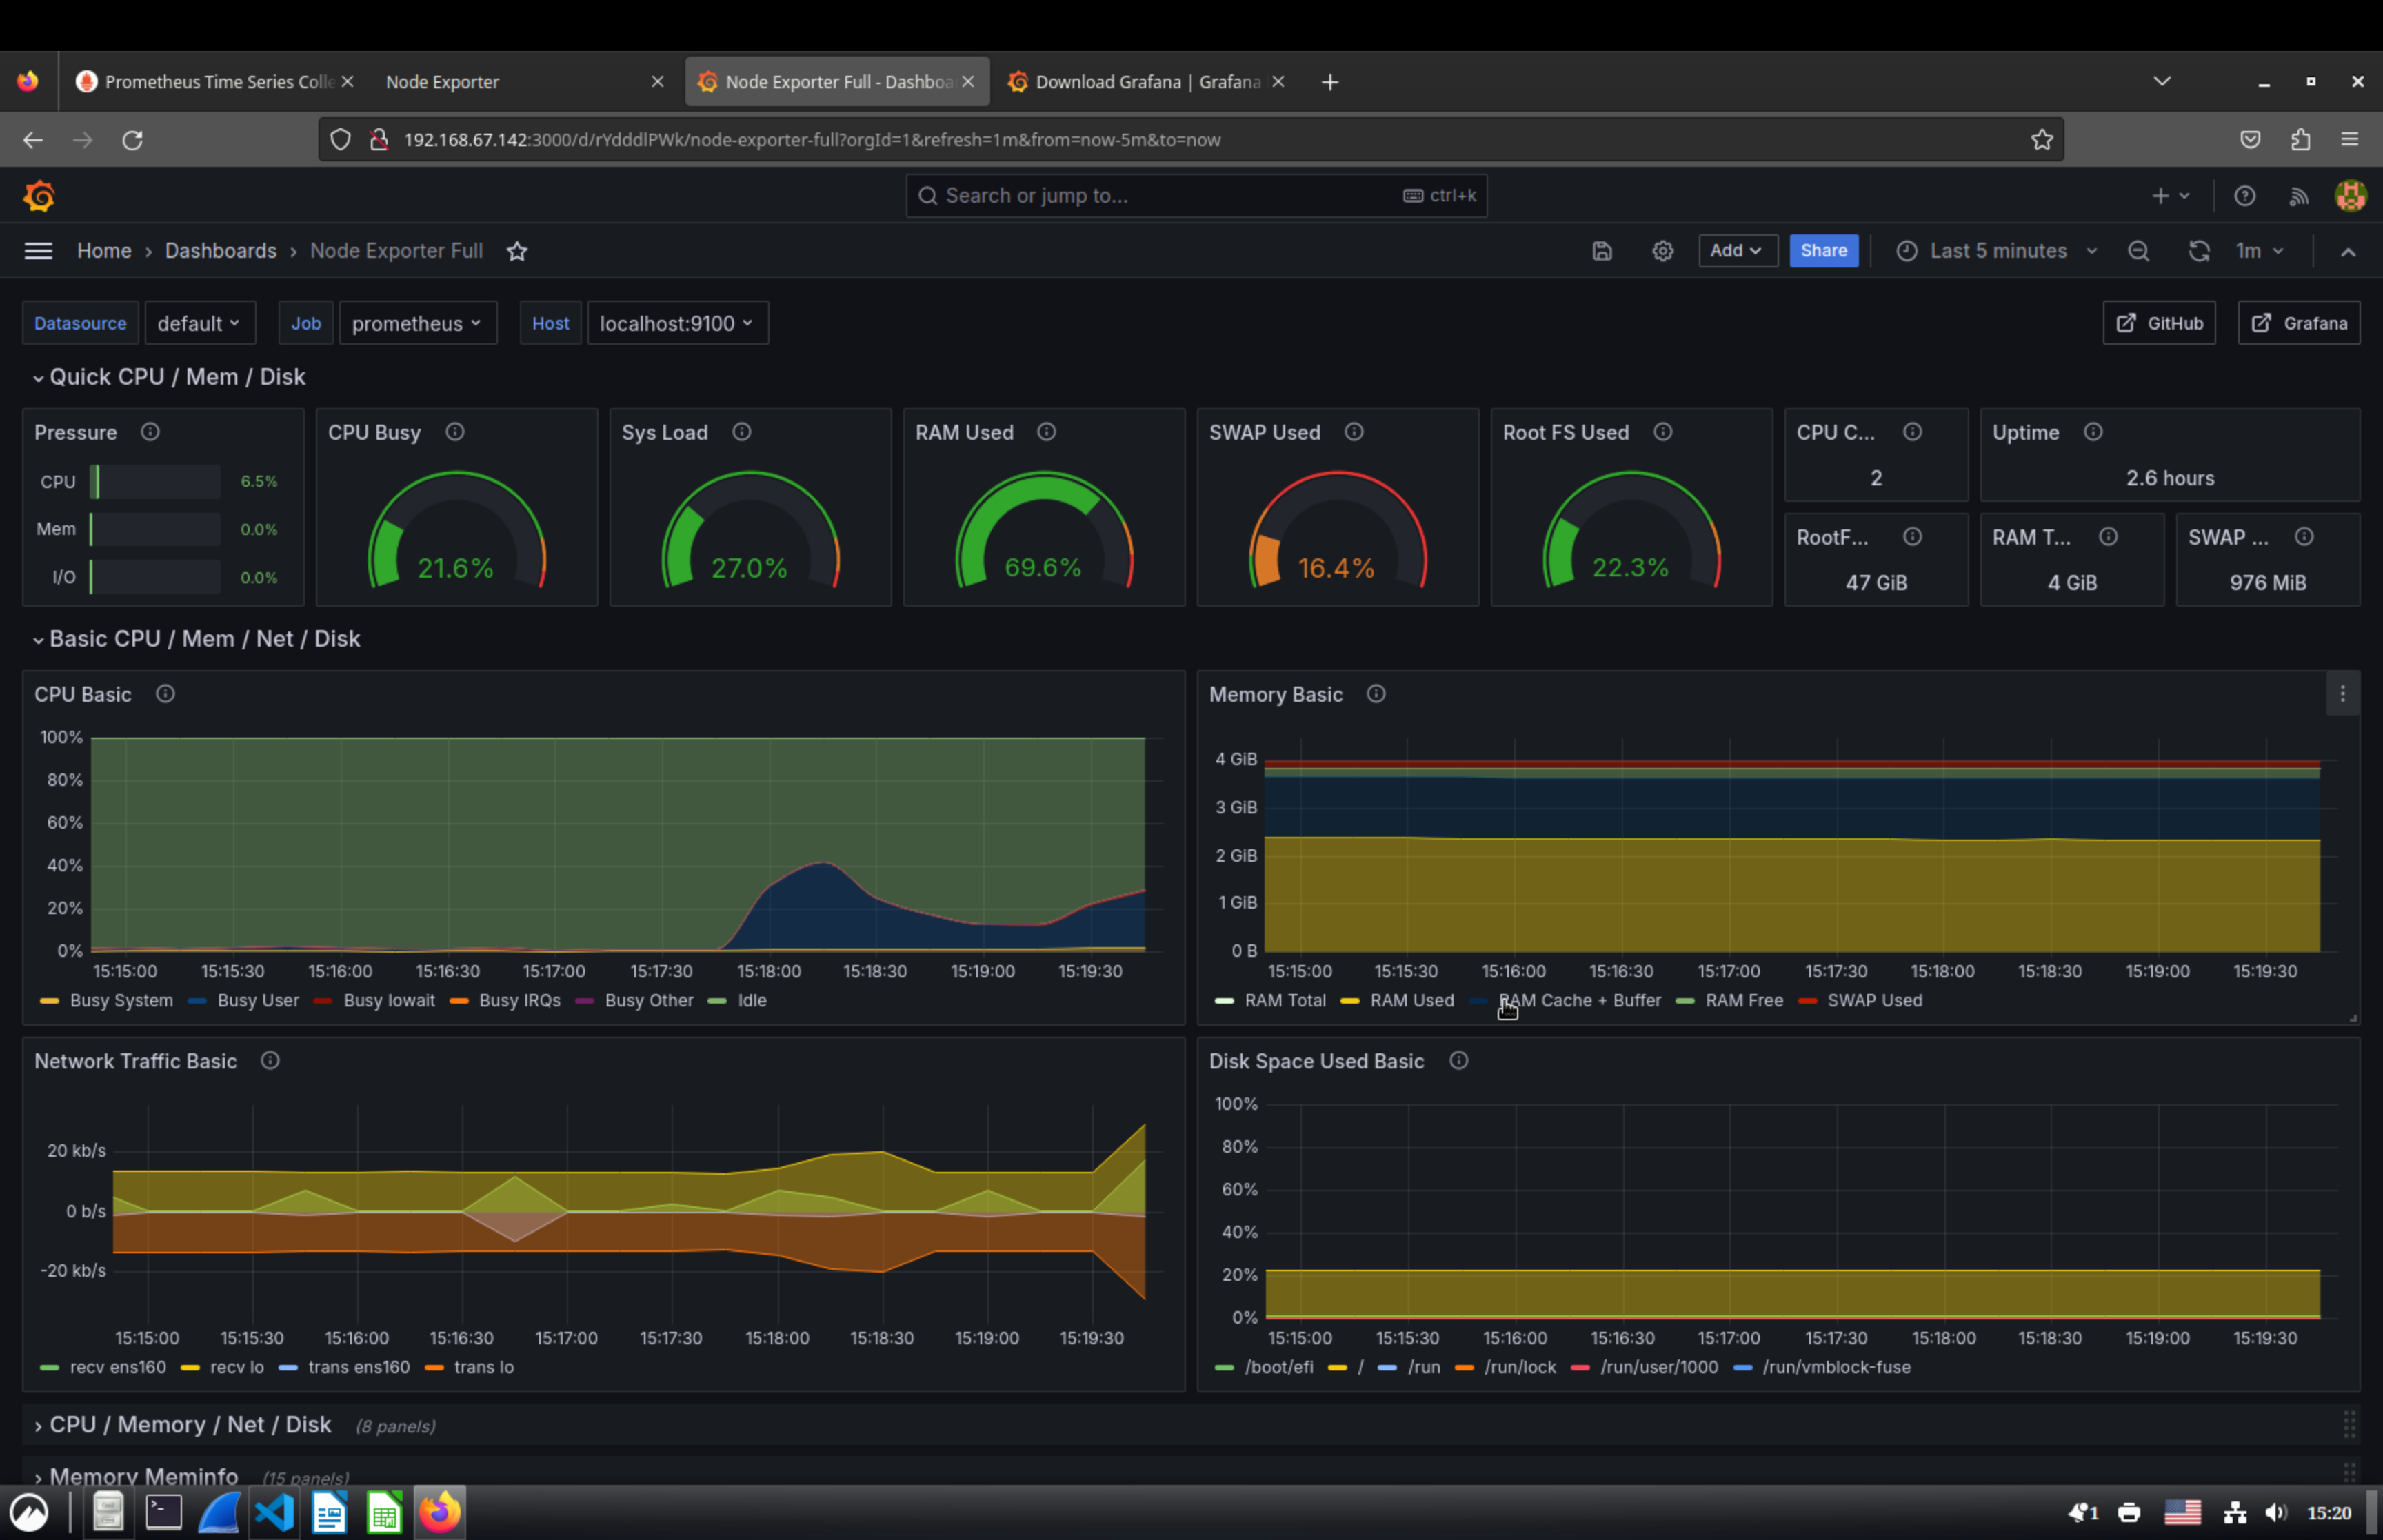 Prometheus Time Series Colle
Node Exporter
Node Exporter Full - Dashboa
Download Grafana | Grafana
192.168.67.142:3000/d/rYdddlPWk/node-exporter-full?orgId=1&refresh=1m&from=now-5m&to=now
Search or jump to... ctrl+k
Home › Dashboards › Node Exporter Full
Add Share Last 5 minutes 1m
Datasource default Job prometheus Host localhost:9100 GitHub Grafana
Quick CPU / Mem / Disk
Pressure
CPU 6.5%
Mem 0.0%
I/O 0.0%
CPU Busy
21.6%
Sys Load
27.0%
RAM Used
69.6%
SWAP Used
16.4%
Root FS Used
22.3%
CPU C...
2
Uptime
2.6 hours
RootF...
47 GiB
RAM T...
4 GiB
SWAP ...
976 MiB
Basic CPU / Mem / Net / Disk
CPU Basic
100%
80%
60%
40%
20%
0%
15:15:00 15:15:30 15:16:00 15:16:30 15:17:00 15:17:30 15:18:00 15:18:30 15:19:00 15:19:30
Busy System Busy User Busy Iowait Busy IRQs Busy Other Idle
Memory Basic
4 GiB
3 GiB
2 GiB
1 GiB
0 B
15:15:00 15:15:30 15:16:00 15:16:30 15:17:00 15:17:30 15:18:00 15:18:30 15:19:00 15:19:30
RAM Total RAM Used RAM Cache + Buffer RAM Free SWAP Used
Network Traffic Basic
20 kb/s
0 b/s
-20 kb/s
15:15:00 15:15:30 15:16:00 15:16:30 15:17:00 15:17:30 15:18:00 15:18:30 15:19:00 15:19:30
recv ens160 recv lo trans ens160 trans lo
Disk Space Used Basic
100%
80%
60%
40%
20%
0%
15:15:00 15:15:30 15:16:00 15:16:30 15:17:00 15:17:30 15:18:00 15:18:30 15:19:00 15:19:30
/boot/efi / /run /run/lock /run/user/1000 /run/vmblock-fuse
CPU / Memory / Net / Disk (8 panels)
Memory Meminfo (15 panels)
1 15:20